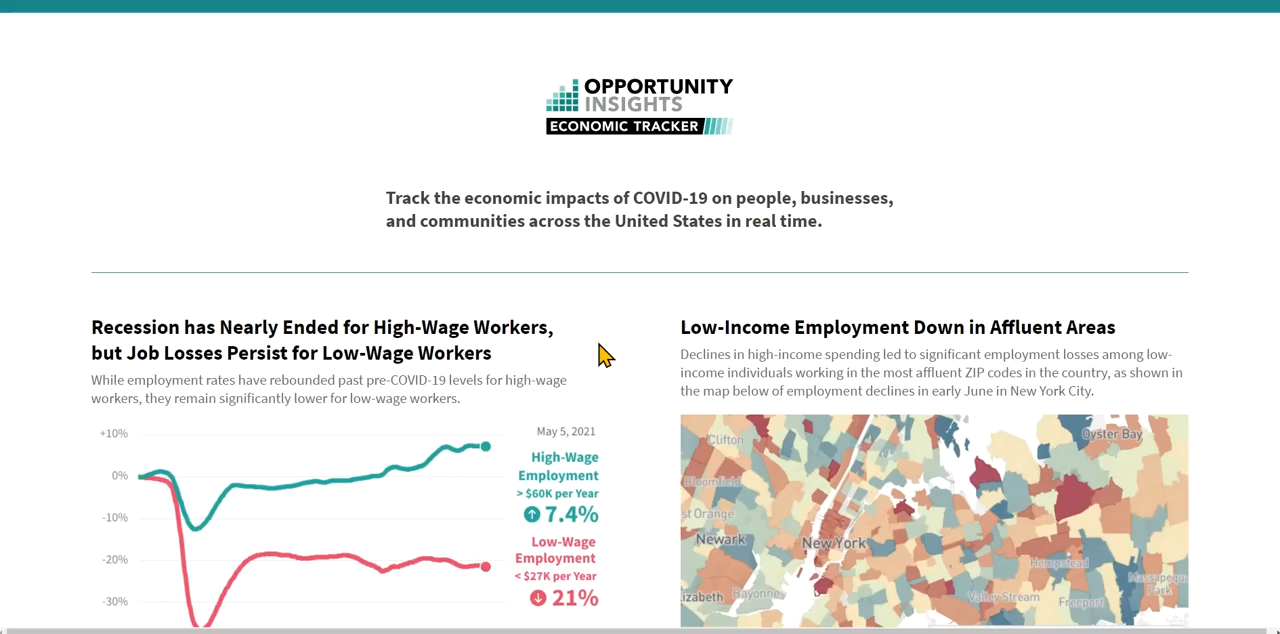 OPPORTUNITY
INSIGHTS
ECONOMIC TRACKER
Track the economic impacts of COVID-19 on people, businesses,
and communities across the United States in real time.
Recession has Nearly Ended for High-Wage Workers,
but Job Losses Persist for Low-Wage Workers
While employment rates have rebounded past pre-COVID-19 levels for high-wage
workers, they remain significantly lower for low-wage workers.
+10%
0%
-10%
-20%
-30%
May 5, 2021
High-Wage
Employment
> $60K per Year
7.4%
Low-Wage
Employment
< $27K per Year
21%
Low-Income Employment Down in Affluent Areas
Declines in high-income spending led to significant employment losses among low-
income individuals working in the most affluent ZIP codes in the country, as shown in
the map below of employment declines in early June in New York City.
Clifton
Oyster Bay
Bloomfield
st Orange
Newark
New York
Hempstead
Massapequa
Park
lizabeth
Bayonne
Valley Stream
Freeport